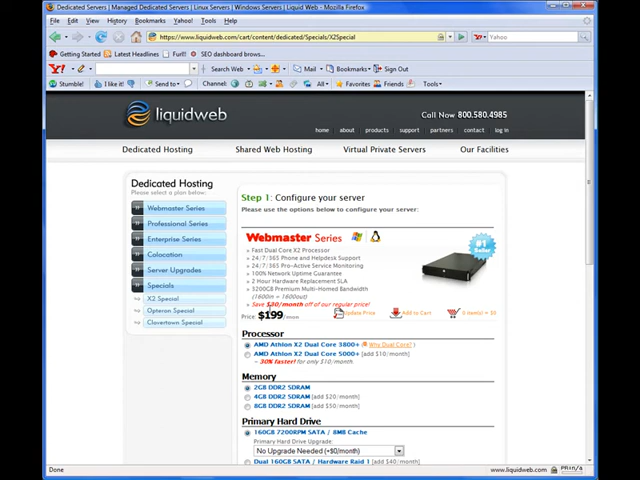 Dedicated Servers | Managed Dedicated Servers | Linux Servers | Windows Servers | Liquid Web - Mozilla Firefox
File Edit View History Bookmarks Yahoo! Tools Help
https://www.liquidweb.com/cart/content/dedicated/Specials/X2Special
Yahoo
Getting Started Latest Headlines Furl! SEO dashboard brows...
Search Web Mail Bookmarks Sign Out
Stumble! I like it! Send to Channel: All Favorites Friends Tools
liquidweb
Call Now 800.580.4985
home about products support partners contact log in
Dedicated Hosting Shared Web Hosting Virtual Private Servers Our Facilities
Dedicated Hosting
Please select a plan below:
Webmaster Series
Professional Series
Enterprise Series
Colocation
Server Upgrades
Specials
X2 Special
Opteron Special
Clovertown Special
Step 1: Configure your server
Please use the options below to configure your server:
Webmaster Series
#1 Seller
» Fast Dual Core X2 Processor
» 24/7/365 Phone and Helpdesk Support
» 24/7/365 Pro-Active Service Monitoring
» 100% Network Uptime Guarantee
» 2 Hour Hardware Replacement SLA
» 3200GB Premium Multi-Homed Bandwidth
(1600in = 1600out)
» Save $20/month off of our regular price!
Price: $199/mon Update Price Add to Cart 0 item(s) = $0
Processor
AMD Athlon X2 Dual Core 3800+ ( Why Dual Core? )
AMD Athlon X2 Dual Core 5000+ [add $10/month]
- 30% faster! for only $10/mon.
Memory
2GB DDR2 SDRAM
4GB DDR2 SDRAM [add $20/month]
8GB DDR2 SDRAM [add $50/month]
Primary Hard Drive
160GB 7200RPM SATA / 8MB Cache
Primary Hard Drive Upgrade:
No Upgrade Needed (+$0/month)
Dual 160GB SATA / Hardware Raid 1 [add $40/month]
Done
www.liquidweb.com